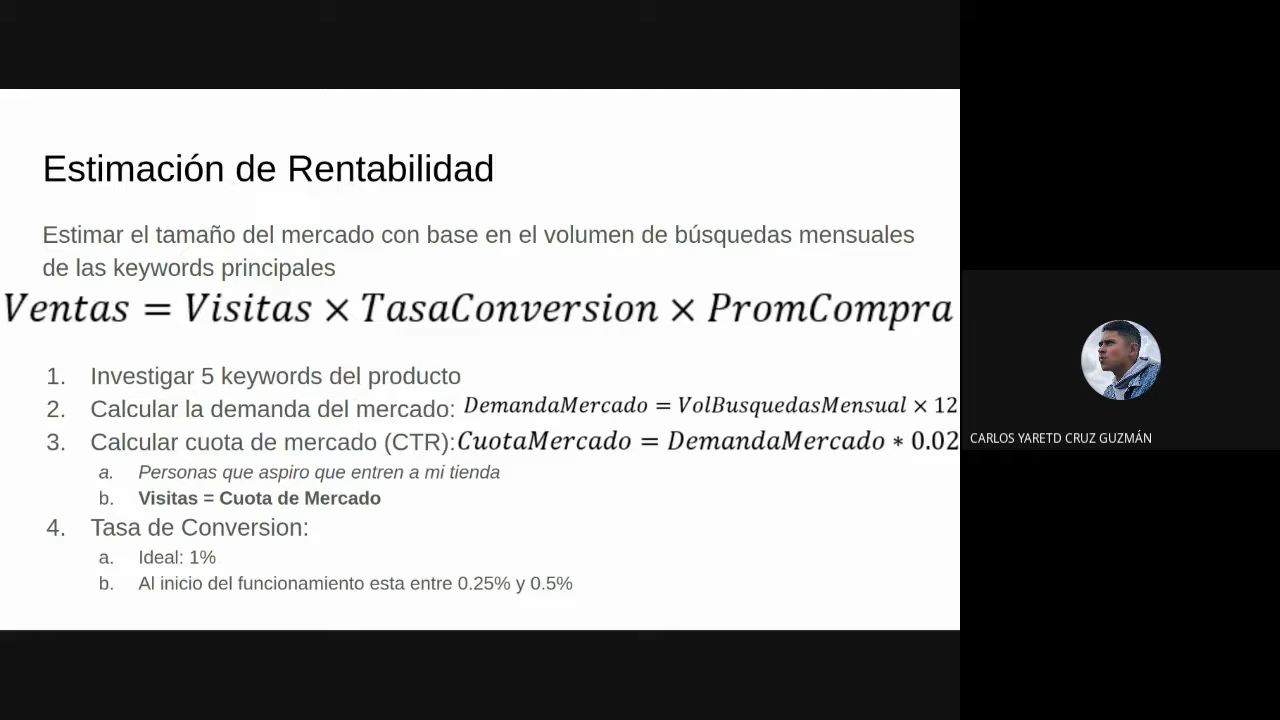 Estimación de Rentabilidad
Estimar el tamaño del mercado con base en el volumen de búsquedas mensuales
de las keywords principales
Ventas = Visitas × TasaConversion × PromCompra
1. Investigar 5 keywords del producto
2. Calcular la demanda del mercado: DemandaMercado = VolBusquedasMensual × 12
3. Calcular cuota de mercado (CTR): CuotaMercado = DemandaMercado * 0.02
a. Personas que aspiro que entren a mi tienda
b. Visitas = Cuota de Mercado
4. Tasa de Conversion:
a. Ideal: 1%
b. Al inicio del funcionamiento esta entre 0.25% y 0.5%
CARLOS YARETD CRUZ GUZMÁN